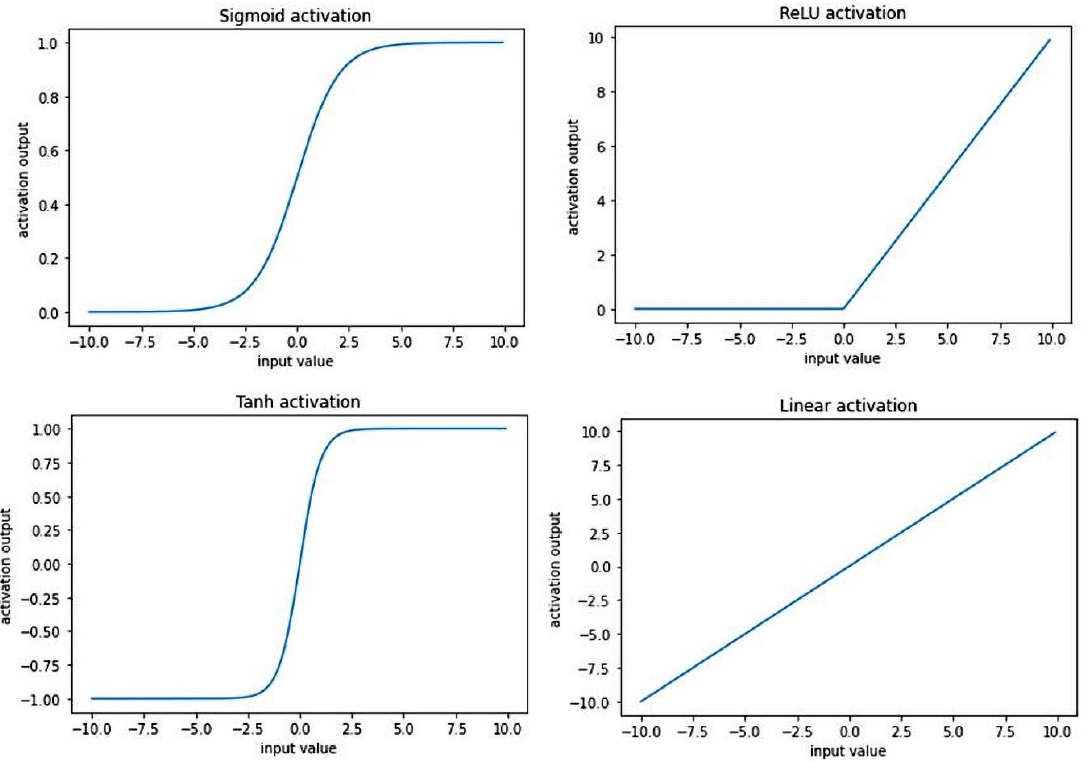 Sigmoid activation
1.0
0.8
0.6
0.4
0.2
0.0
activation output
−10.0 −7.5 −5.0 −2.5 0.0 2.5 5.0 7.5 10.0
input value
ReLU activation
10
8
6
4
2
0
activation output
−10.0 −7.5 −5.0 −2.5 0.0 2.5 5.0 7.5 10.0
input value
Tanh activation
1.00
0.75
0.50
0.25
0.00
−0.25
−0.50
−0.75
−1.00
activation output
−10.0 −7.5 −5.0 −2.5 0.0 2.5 5.0 7.5 10.0
input value
Linear activation
10.0
7.5
5.0
2.5
0.0
−2.5
−5.0
−7.5
−10.0
activation output
−10.0 −7.5 −5.0 −2.5 0.0 2.5 5.0 7.5 10.0
input value